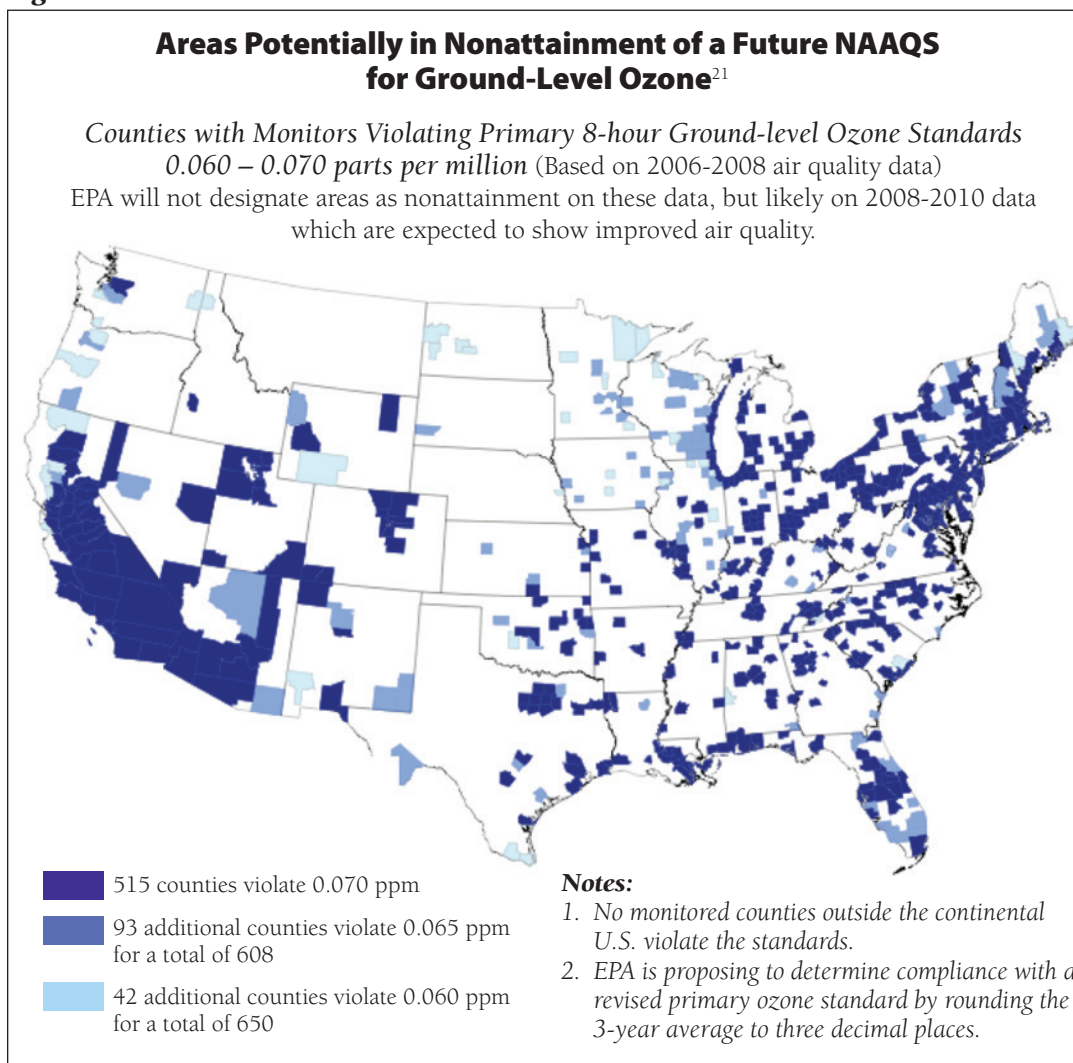 Areas Potentially in Nonattainment of a Future NAAQS
for Ground-Level Ozone21
Counties with Monitors Violating Primary 8-hour Ground-level Ozone Standards
0.060 – 0.070 parts per million (Based on 2006-2008 air quality data)
EPA will not designate areas as nonattainment on these data, but likely on 2008-2010 data
which are expected to show improved air quality.
515 counties violate 0.070 ppm
93 additional counties violate 0.065 ppm
for a total of 608
42 additional counties violate 0.060 ppm
for a total of 650
Notes:
1. No monitored counties outside the continental
U.S. violate the standards.
2. EPA is proposing to determine compliance with a
revised primary ozone standard by rounding the
3-year average to three decimal places.